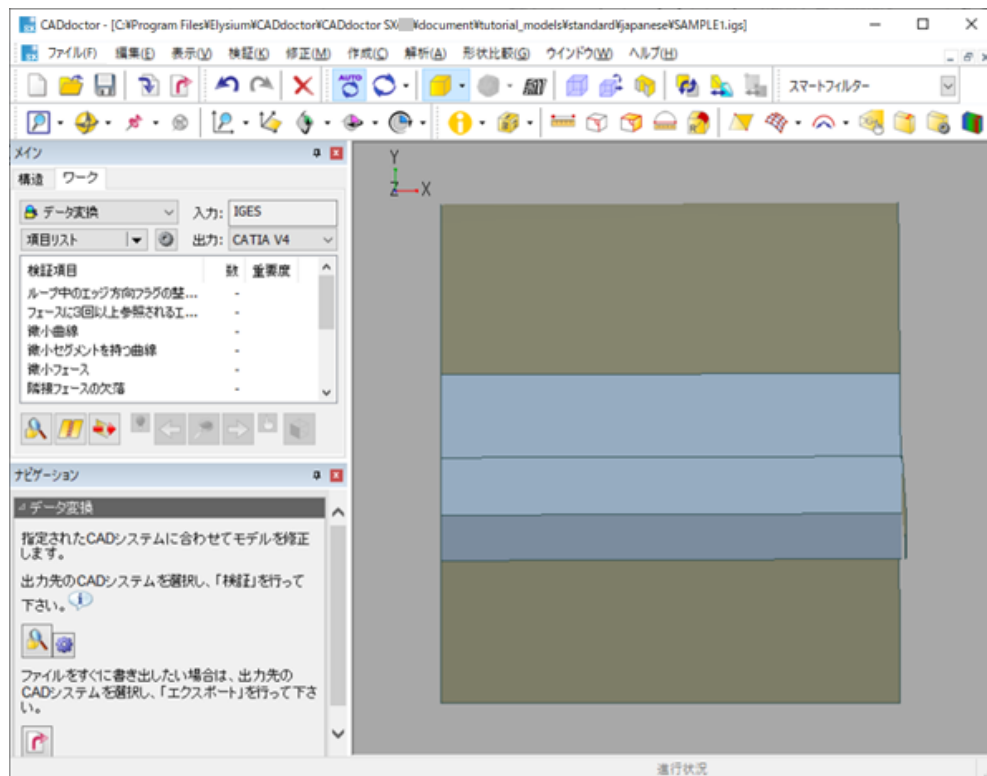 CADdoctor - [C:¥Program Files¥Elysium¥CADdoctor¥CADdoctor SX ¥document¥tutorial_models¥standard¥japanese¥SAMPLE1.igs]
ファイル(F) 編集(E) 表示(V) 検証(K) 修正(M) 作成(C) 解析(A) 形状比較(G) ウインドウ(W) ヘルプ(H)
AUTO スマートフィルター
メイン
構造 ワーク
データ変換 入力: IGES
項目リスト 出力: CATIA V4
検証項目 数 重要度
ループ中のエッジ方向フラグの整... -
フェースに3回以上参照されるエ... -
微小曲線 -
微小セグメントを持つ曲線 -
微小フェース -
隣接フェースの欠落 -
ナビゲーション
データ変換
指定されたCADシステムに合わせてモデルを修正
します。
出力先のCADシステムを選択し、「検証」を行って
下さい。
ファイルをすぐに書き出したい場合は、出力先の
CADシステムを選択し、「エクスポート」を行って下さ
い。
Y
Z X
進行状況